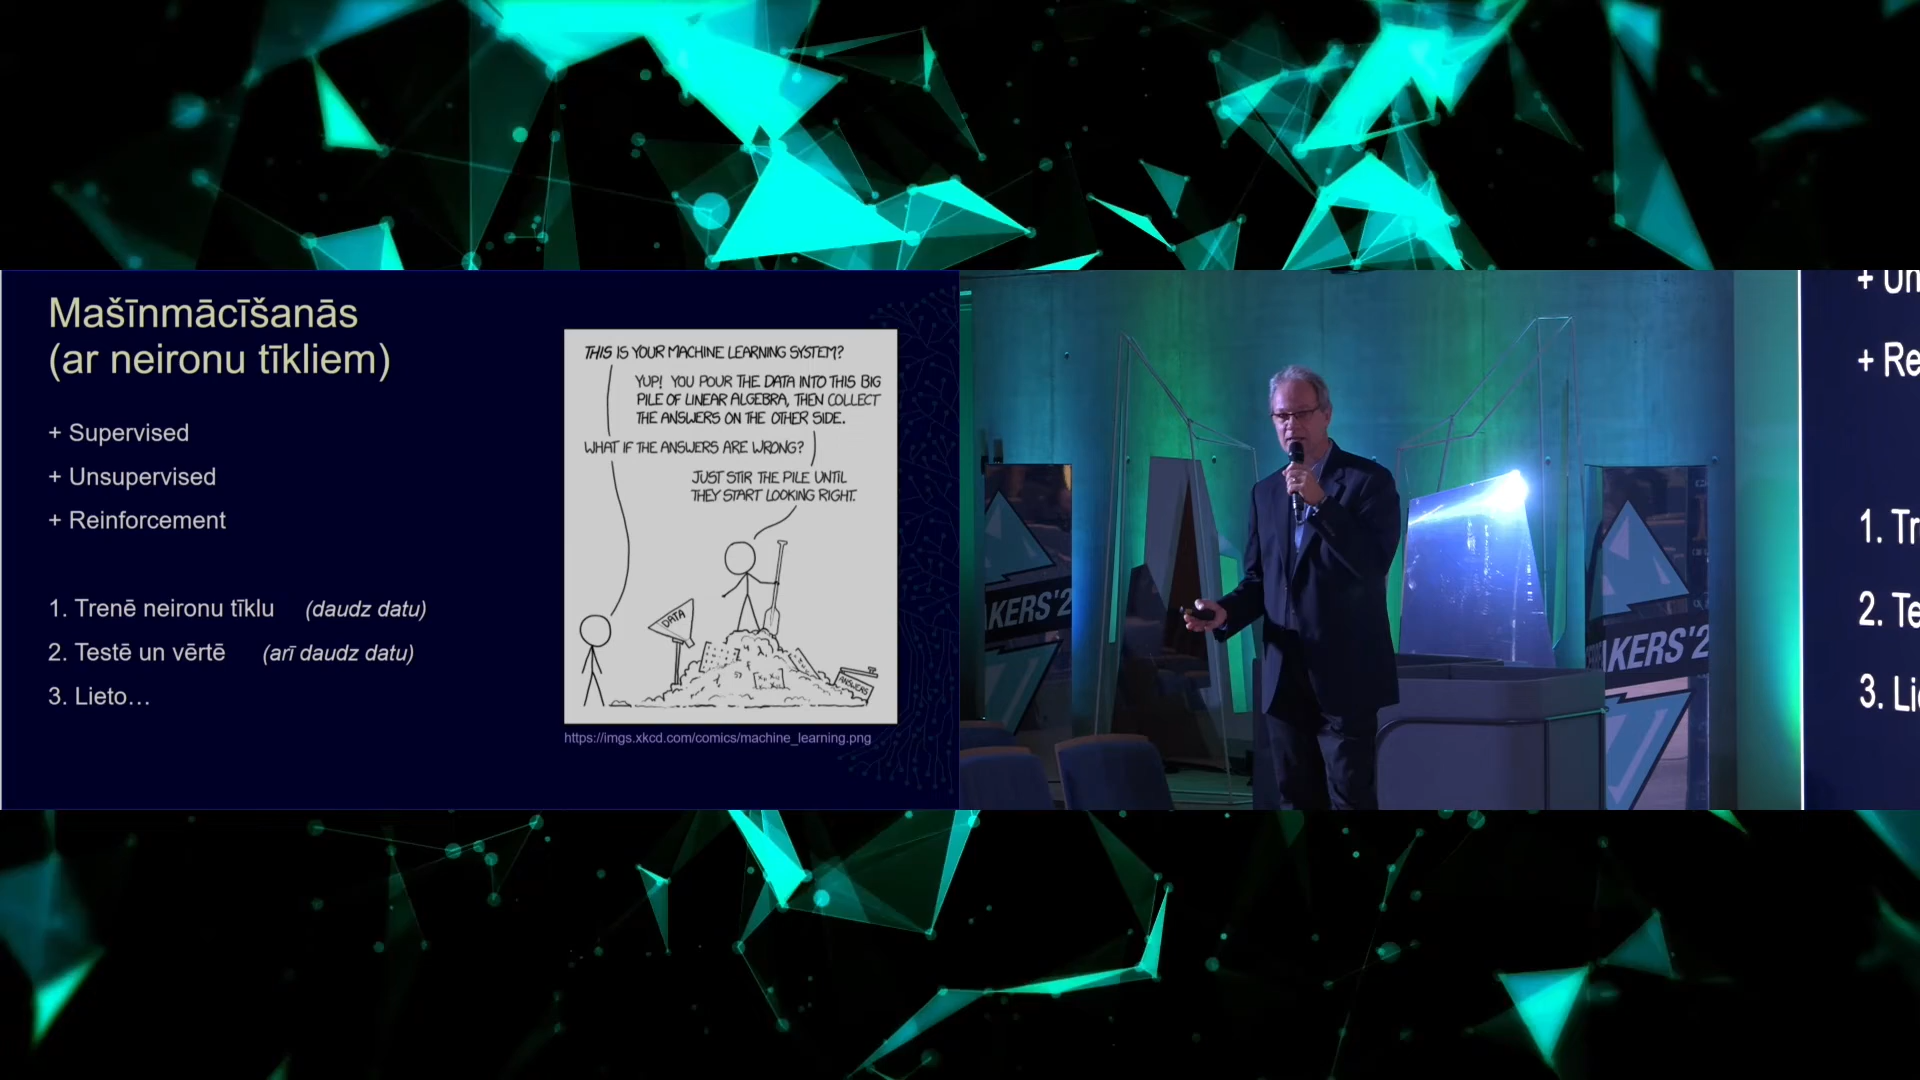 Mašīnmācīšanās
(ar neironu tīkliem)
+ Supervised
+ Unsupervised
+ Reinforcement
1. Trenē neironu tīklu (daudz datu)
2. Testē un vērtē (arī daudz datu)
3. Lieto...
THIS IS YOUR MACHINE LEARNING SYSTEM?
YUP! YOU POUR THE DATA INTO THIS BIG
PILE OF LINEAR ALGEBRA, THEN COLLECT
THE ANSWERS ON THE OTHER SIDE.
WHAT IF THE ANSWERS ARE WRONG?
JUST STIR THE PILE UNTIL
THEY START LOOKING RIGHT.
DATA
ANSWERS
https://imgs.xkcd.com/comics/machine_learning.png
AKERS'2
AKERS'2
+ Un
+ Re
1. Tr
2. Te
3. Li